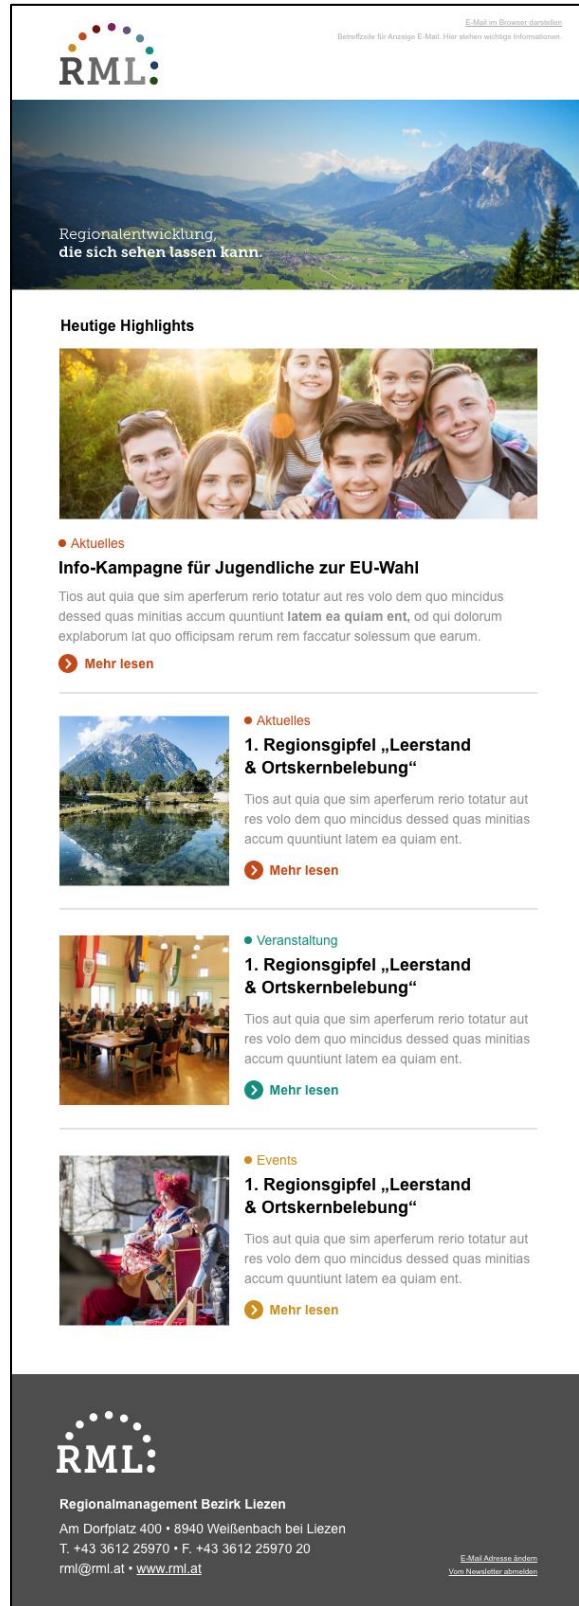 RML:
E-Mail im Browser darstellen
Betreffzeile für Anzeige E-Mail. Hier stehen wichtige Informationen.
Regionalentwicklung,
die sich sehen lassen kann.
Heutige Highlights
Aktuelles
Info-Kampagne für Jugendliche zur EU-Wahl
Tios aut quia que sim aperferum rerio totatur aut res volo dem quo mincidus
dessed quas minitias accum quuntiunt latem ea quiam ent, od qui dolorum
explaborum lat quo officipsam rerum rem faccatur solessum que earum.
Mehr lesen
Aktuelles
1. Regionsgipfel „Leerstand
& Ortskernbelebung“
Tios aut quia que sim aperferum rerio totatur aut
res volo dem quo mincidus dessed quas minitias
accum quuntiunt latem ea quiam ent.
Mehr lesen
Veranstaltung
1. Regionsgipfel „Leerstand
& Ortskernbelebung“
Tios aut quia que sim aperferum rerio totatur aut
res volo dem quo mincidus dessed quas minitias
accum quuntiunt latem ea quiam ent.
Mehr lesen
Events
1. Regionsgipfel „Leerstand
& Ortskernbelebung“
Tios aut quia que sim aperferum rerio totatur aut
res volo dem quo mincidus dessed quas minitias
accum quuntiunt latem ea quiam ent.
Mehr lesen
RML:
Regionalmanagement Bezirk Liezen
Am Dorfplatz 400 • 8940 Weißenbach bei Liezen
T. +43 3612 25970 • F. +43 3612 25970 20
rml@rml.at • www.rml.at
E-Mail Adresse ändern
Vom Newsletter abmelden